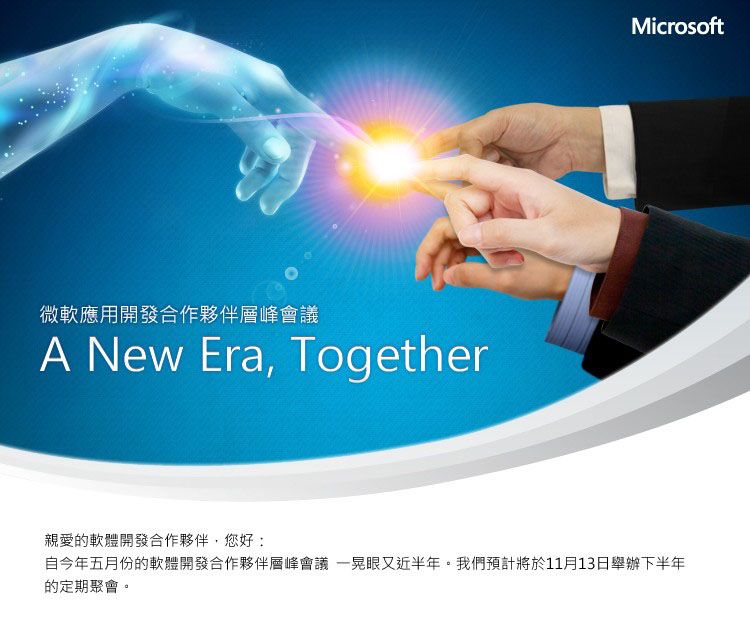 Microsoft
微軟應用開發合作夥伴層峰會議
A New Era, Together
親愛的軟體開發合作夥伴，您好：
自今年五月份的軟體開發合作夥伴層峰會議 一晃眼又近半年。我們預計將於11月13日舉辦下半年
的定期聚會。